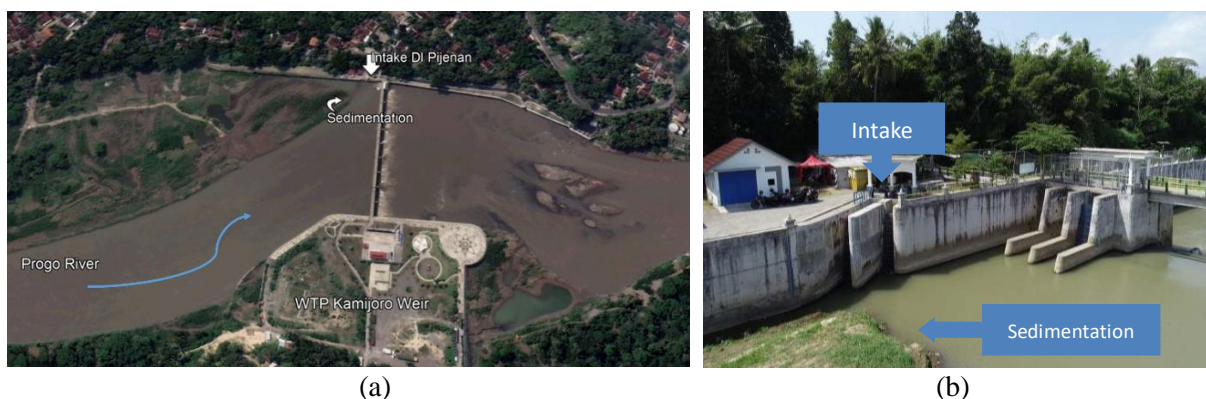 Intake DI Pijenan
Sedimentation
Progo River
WTP Kamijoro Weir
(a)
Intake
Sedimentation
(b)